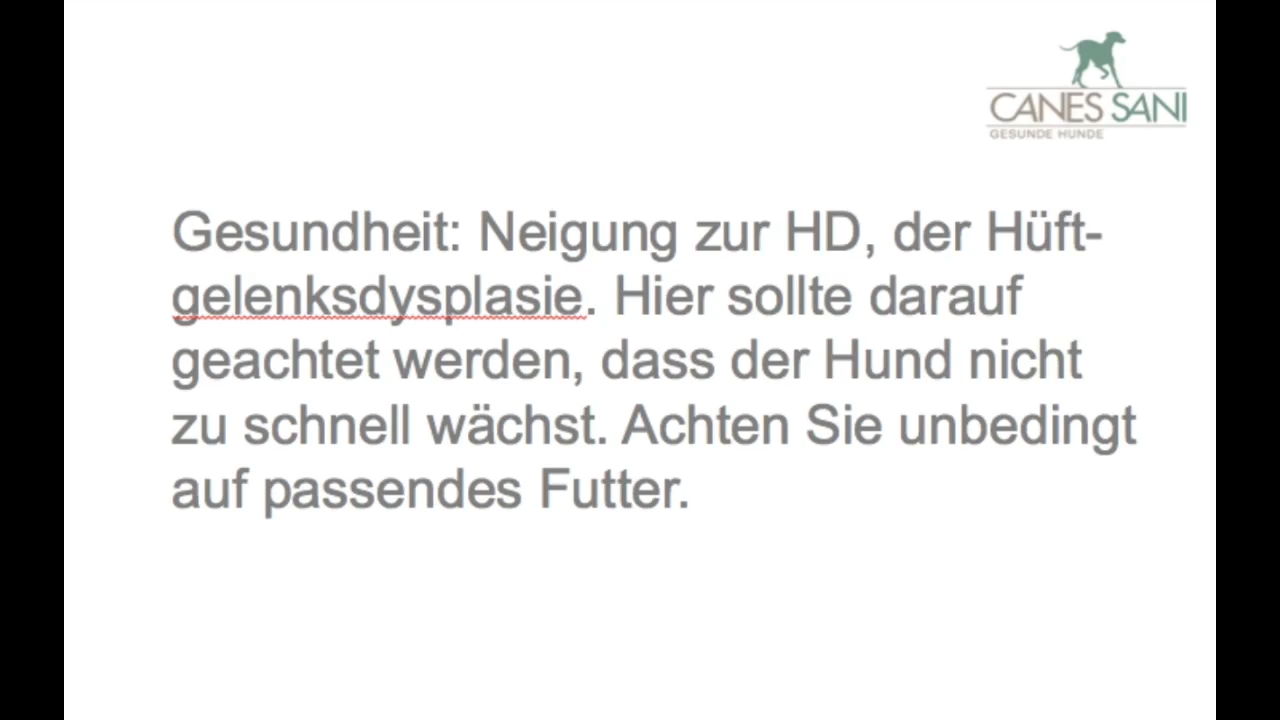 CANES SANI
GESUNDE HUNDE
Gesundheit: Neigung zur HD, der Hüft-
gelenksdysplasie. Hier sollte darauf
geachtet werden, dass der Hund nicht
zu schnell wächst. Achten Sie unbedingt
auf passendes Futter.